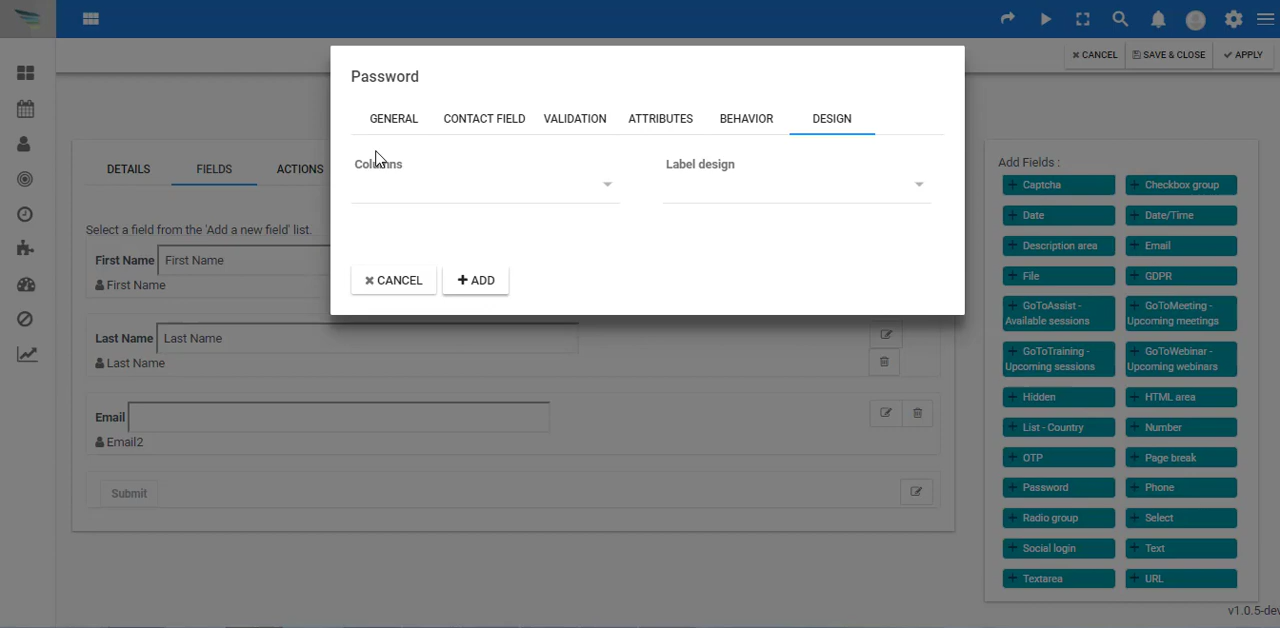 CANCEL
SAVE & CLOSE
APPLY
Password
GENERAL
CONTACT FIELD
VALIDATION
ATTRIBUTES
BEHAVIOR
DESIGN
Columns
Label design
CANCEL
ADD
DETAILS
FIELDS
ACTIONS
Select a field from the 'Add a new field' list.
First Name
First Name
First Name
Last Name
Last Name
Last Name
Email
Email2
Submit
Add Fields :
Captcha
Checkbox group
Date
Date/Time
Description area
Email
File
GDPR
GoToAssist -
Available sessions
GoToMeeting -
Upcoming meetings
GoToTraining -
Upcoming sessions
GoToWebinar -
Upcoming webinars
Hidden
HTML area
List - Country
Number
OTP
Page break
Password
Phone
Radio group
Select
Social login
Text
Textarea
URL
v1.0.5-dev